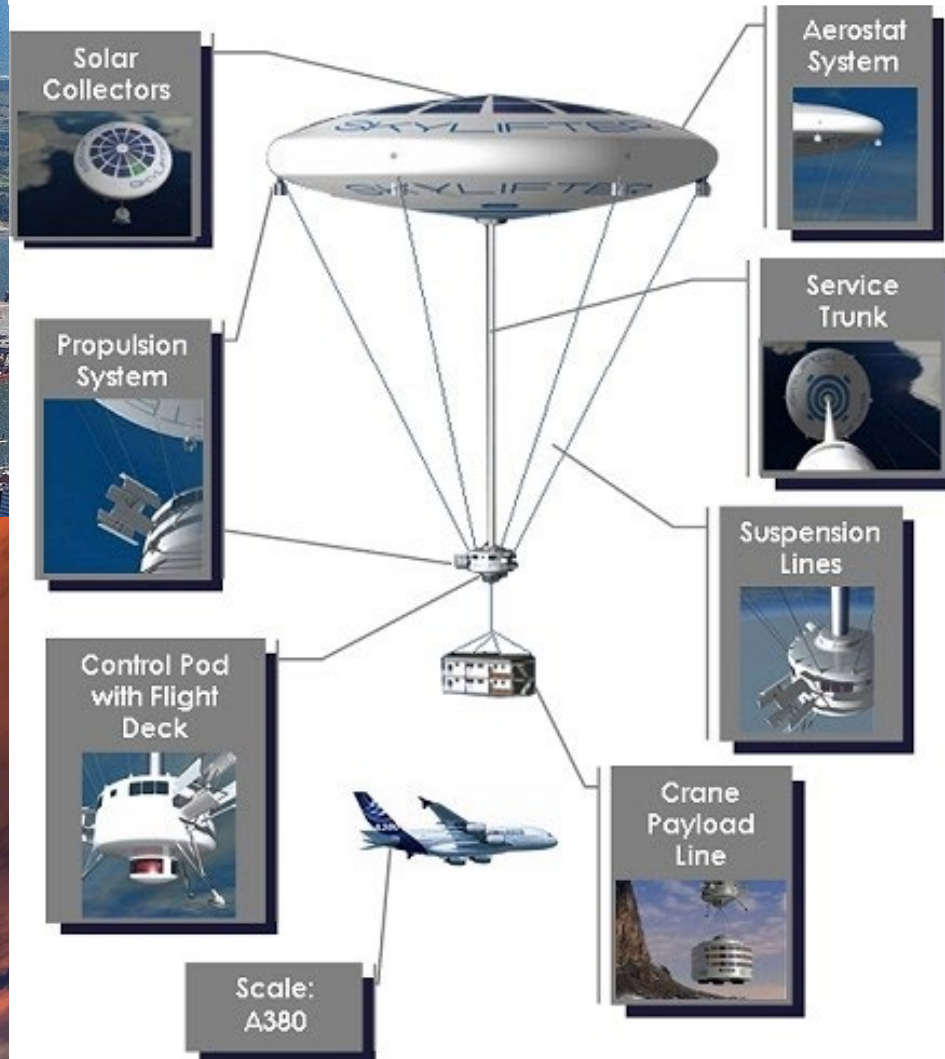 Solar
Collectors
Aerostat
System
SKYLIFTER
SKYLIFTER
Service
Trunk
Propulsion
System
Suspension
Lines
Control Pod
with Flight
Deck
Crane
Payload
Line
A380
Scale:
A380